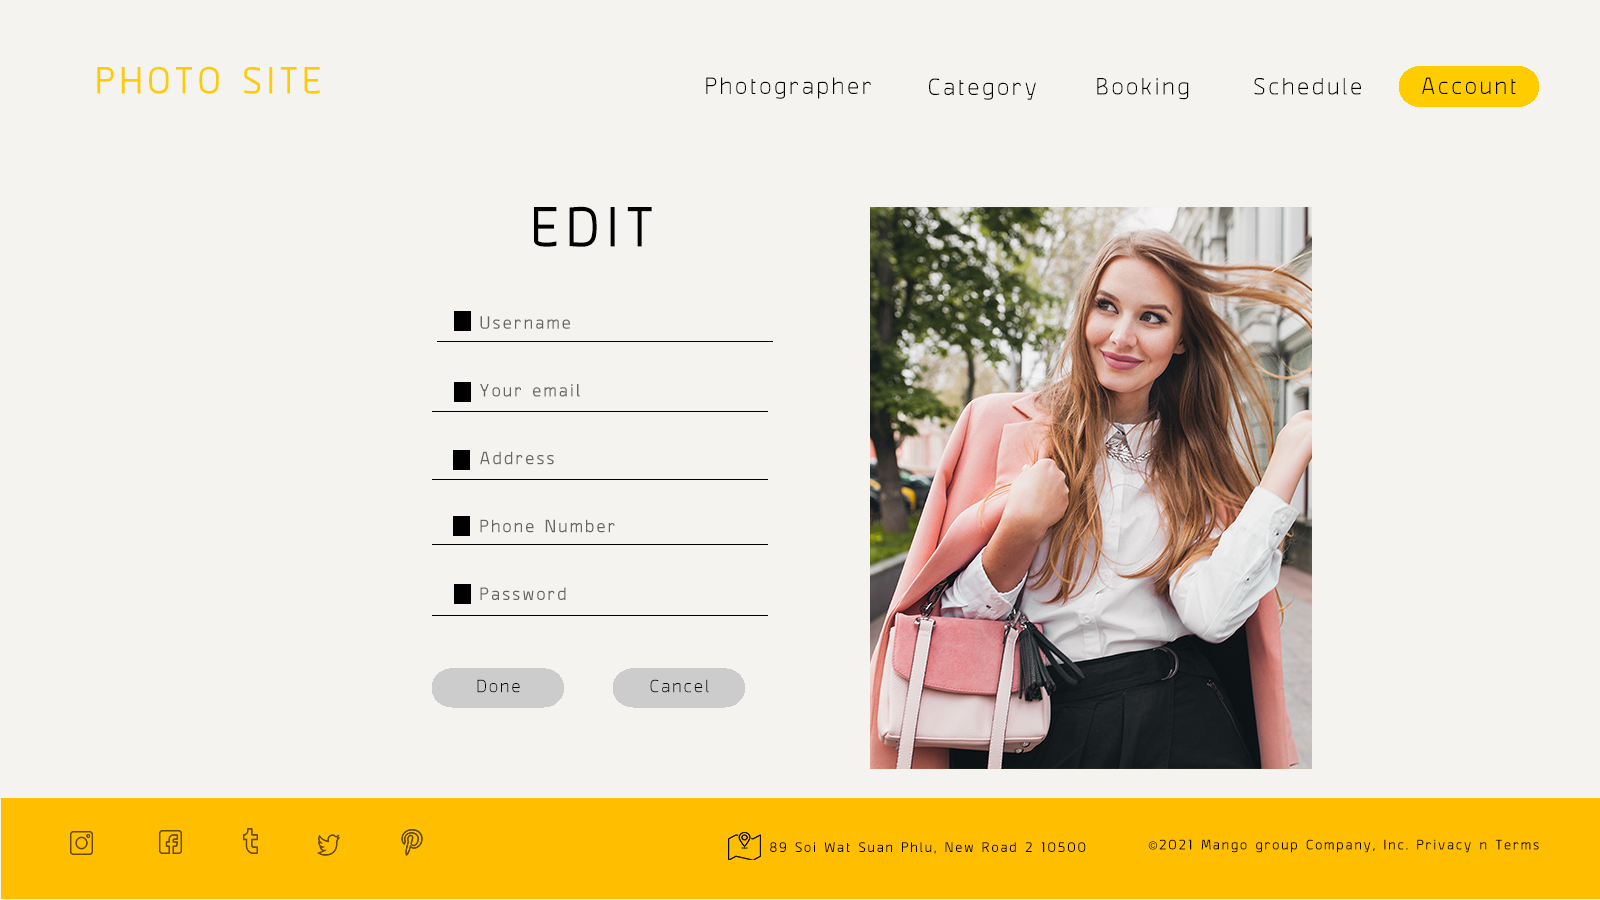 PHOTO SITE
Photographer Category Booking Schedule Account
EDIT
Username
Your email
Address
Phone Number
Password
Done Cancel
89 Soi Wat Suan Phlu, New Road 2 10500
©2021 Mango group Company, Inc. Privacy n Terms